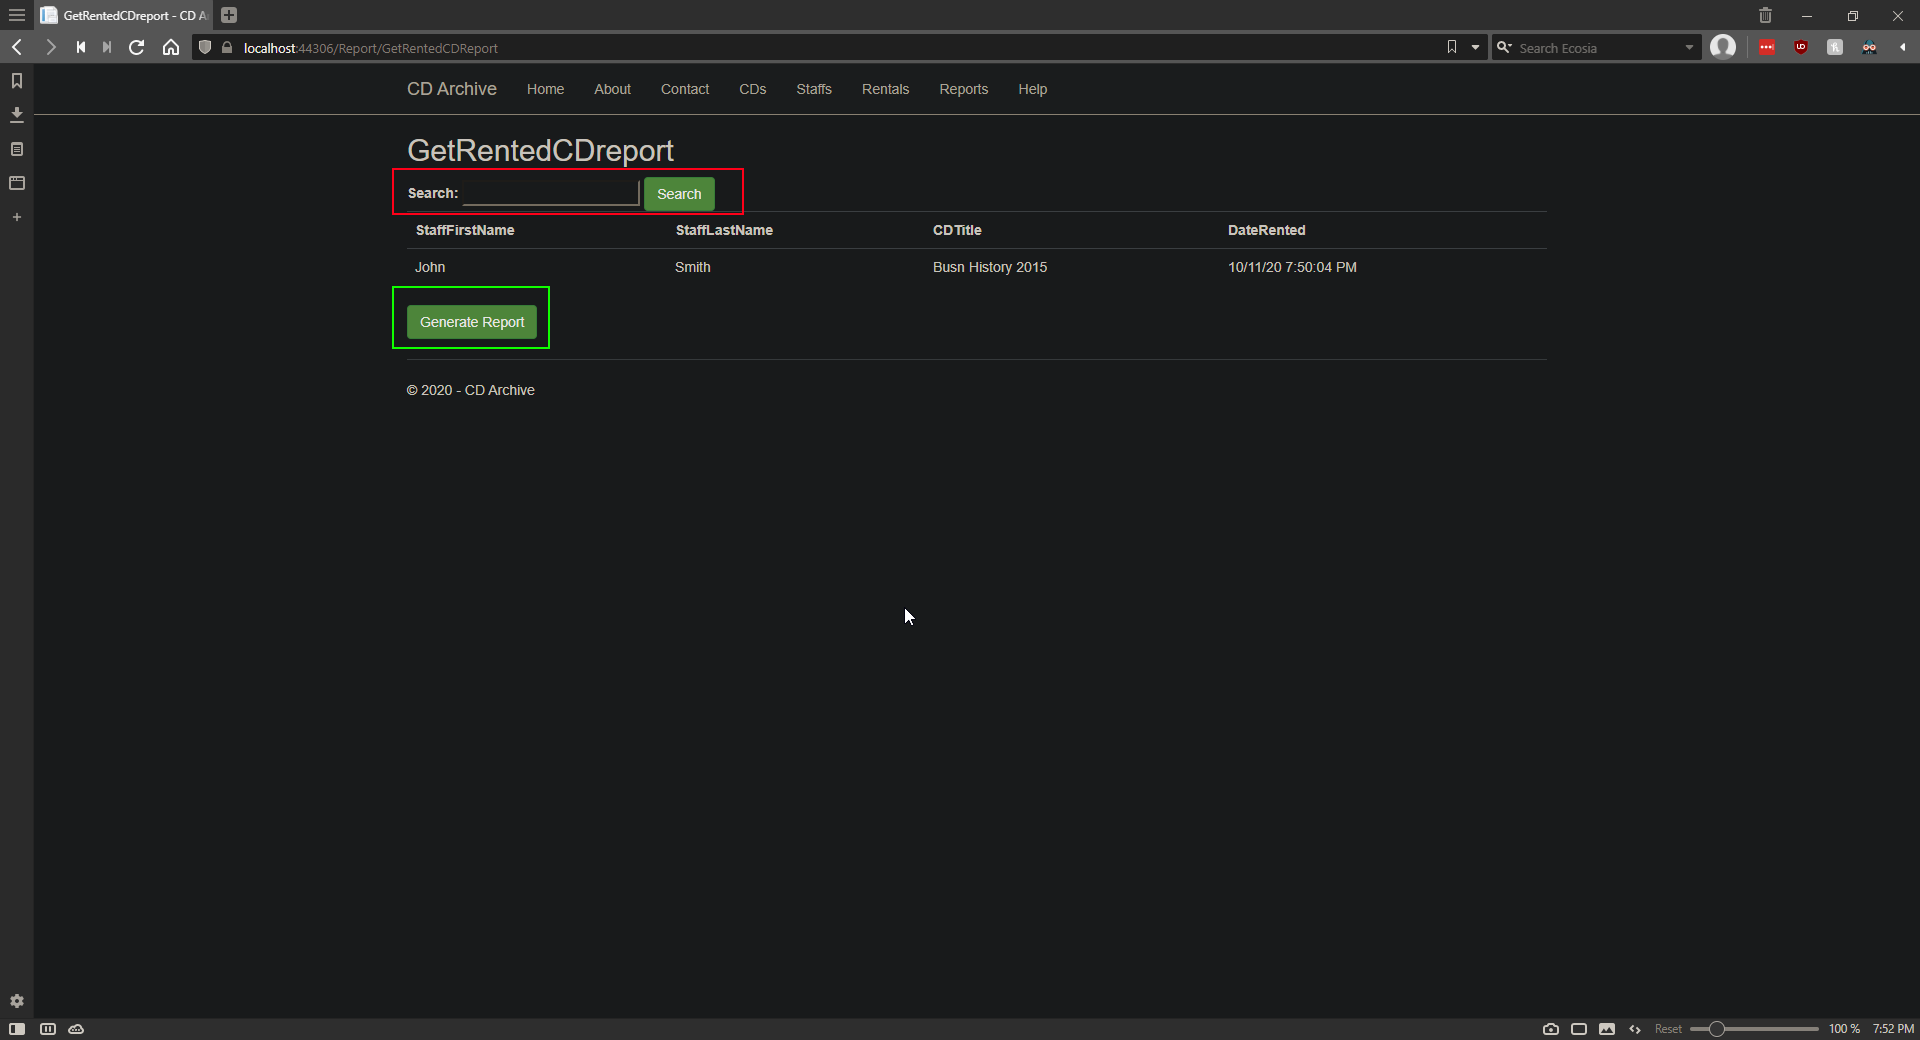 GetRentedCDreport - CD A
localhost:44306/Report/GetRentedCDReport
Search Ecosia
CD Archive Home About Contact CDs Staffs Rentals Reports Help
GetRentedCDreport
Search: Search
StaffFirstName StaffLastName CDTitle DateRented
John Smith Busn History 2015 10/11/20 7:50:04 PM
Generate Report
© 2020 - CD Archive
Reset 100 % 7:52 PM